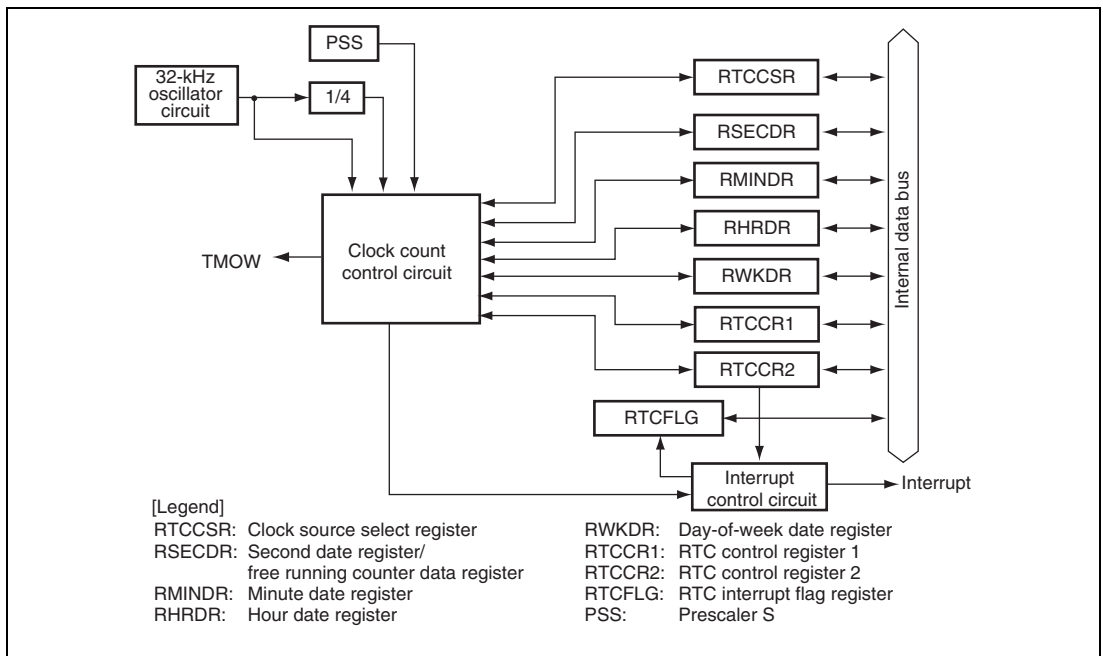 PSS
32-kHz
oscillator
circuit
1/4
RTCCSR
RSECDR
RMINDR
RHRDR
RWKDR
RTCCR1
RTCCR2
RTCFLG
Internal data bus
Clock count
control circuit
TMOW
Interrupt
control circuit
Interrupt
[Legend]
RTCCSR: Clock source select register
RSECDR: Second date register/
free running counter data register
RMINDR: Minute date register
RHRDR: Hour date register
RWKDR: Day-of-week date register
RTCCR1: RTC control register 1
RTCCR2: RTC control register 2
RTCFLG: RTC interrupt flag register
PSS: Prescaler S